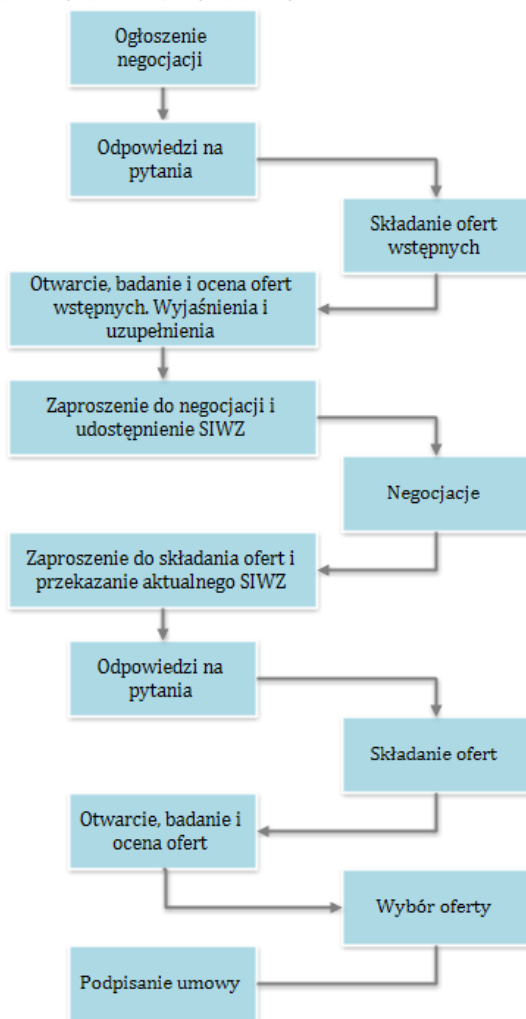 Ogłoszenie
negocjacji
Odpowiedzi na
pytania
Składanie ofert
wstępnych
Otwarcie, badanie i ocena ofert
wstępnych. Wyjaśnienia i
uzupełnienia
Zaproszenie do negocjacji i
udostępnienie SIWZ
Negocjacje
Zaproszenie do składania ofert i
przekazanie aktualnego SIWZ
Odpowiedzi na
pytania
Składanie ofert
Otwarcie, badanie i
ocena ofert
Wybór oferty
Podpisanie umowy